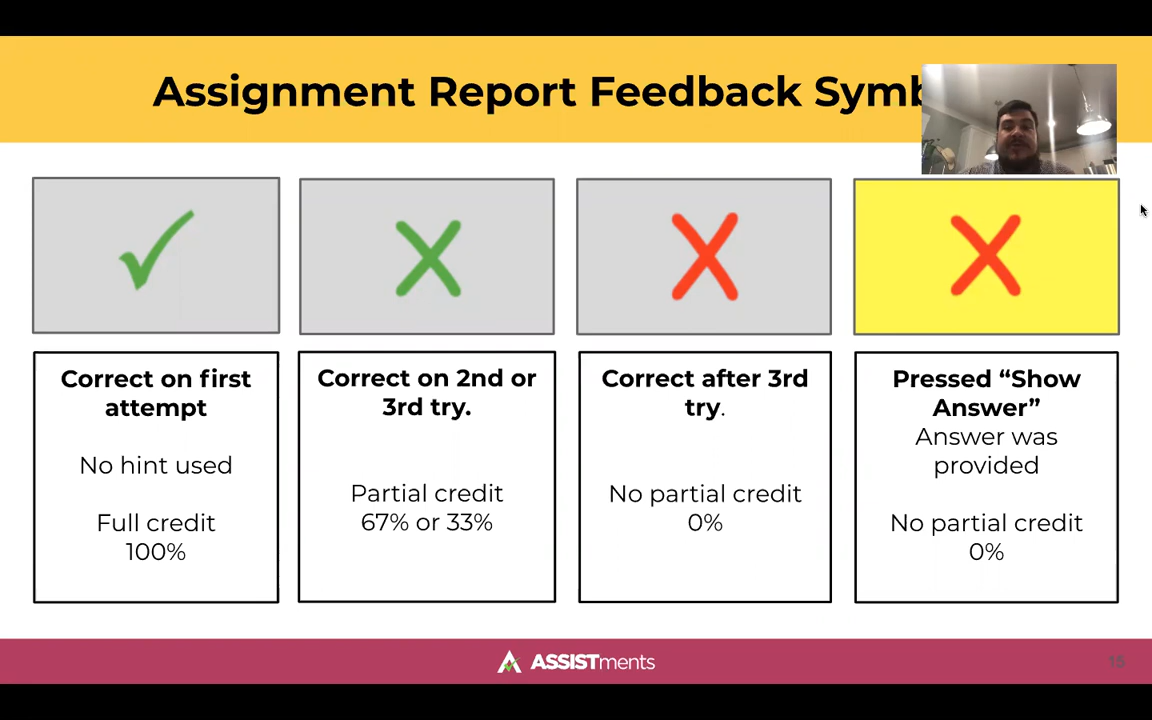 Assignment Report Feedback Symb
Correct on first
attempt
No hint used
Full credit
100%
Correct on 2nd or
3rd try.
Partial credit
67% or 33%
Correct after 3rd
try.
No partial credit
0%
Pressed “Show
Answer”
Answer was
provided
No partial credit
0%
ASSISTments
15